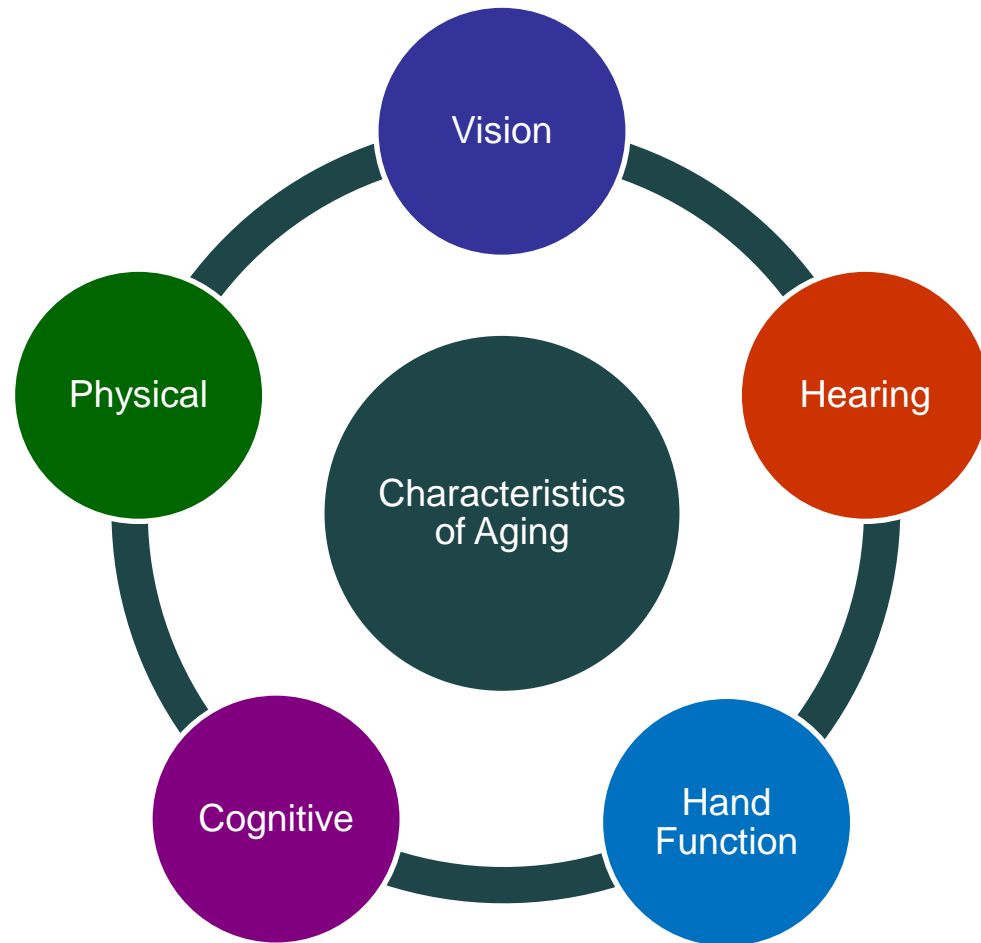 Vision
Physical
Hearing
Characteristics
of Aging
Cognitive
Hand
Function